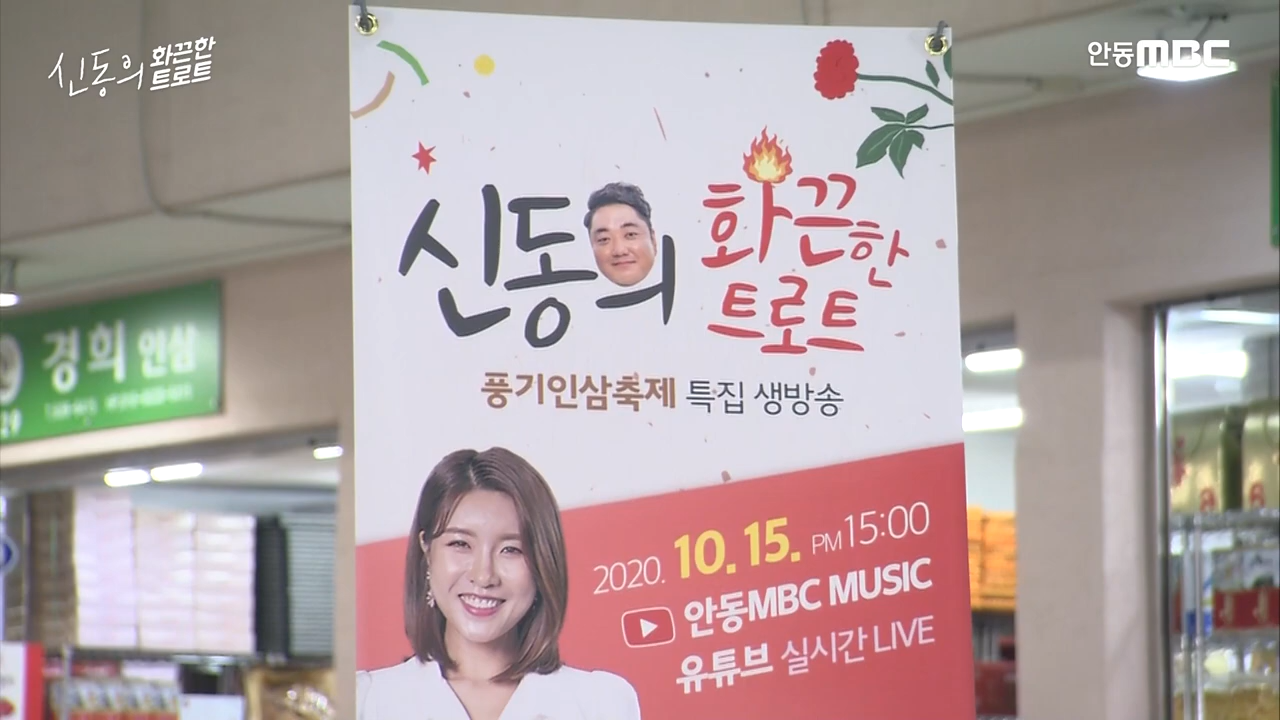 신동의 화끈한 트로트
안동MBC
신동의 화끈한
트로트
풍기인삼축제 특집 생방송
경희 인삼
2020. 10. 15. PM 15:00
안동MBC MUSIC
유튜브 실시간 LIVE